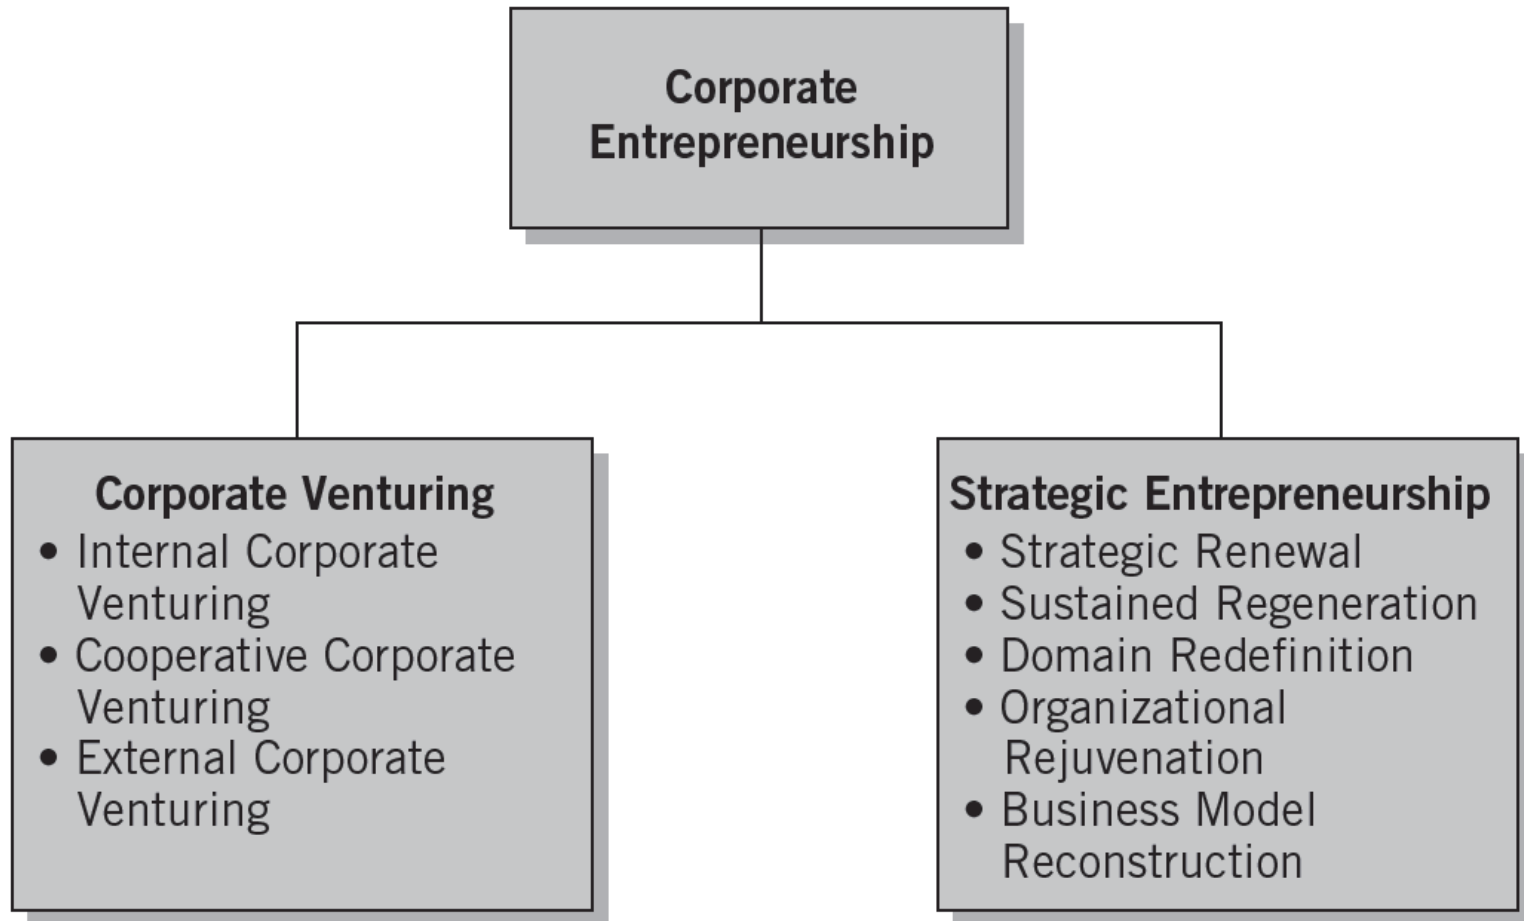 Corporate
Entrepreneurship
Corporate Venturing
• Internal Corporate
Venturing
• Cooperative Corporate
Venturing
• External Corporate
Venturing
Strategic Entrepreneurship
• Strategic Renewal
• Sustained Regeneration
• Domain Redefinition
• Organizational
Rejuvenation
• Business Model
Reconstruction